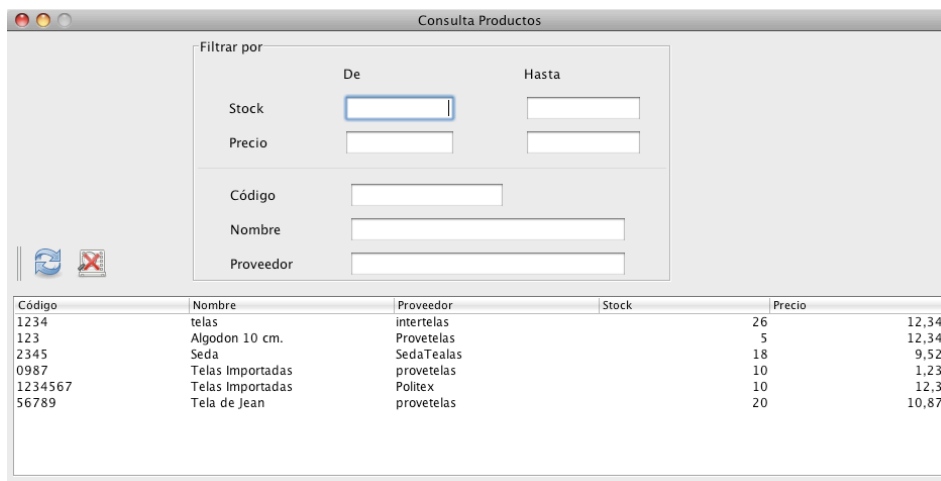 Consulta Productos
Filtrar por
De Hasta
Stock
Precio
Código
Nombre
Proveedor
Código Nombre Proveedor Stock Precio
1234 telas intertelas 26 12,34
123 Algodon 10 cm. Provetelas 5 12,34
2345 Seda SedaTealas 18 9,52
0987 Telas Importadas provetelas 10 1,23
1234567 Telas Importadas Politex 10 12,3
56789 Tela de Jean provetelas 20 10,87